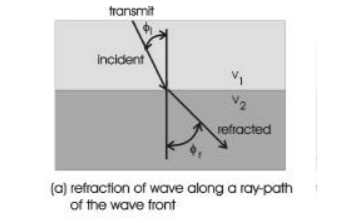 transmit
ϕᵢ
incident
v₁
v₂
refracted
ϕᵣ
(a) refraction of wave along a ray-path
of the wave front